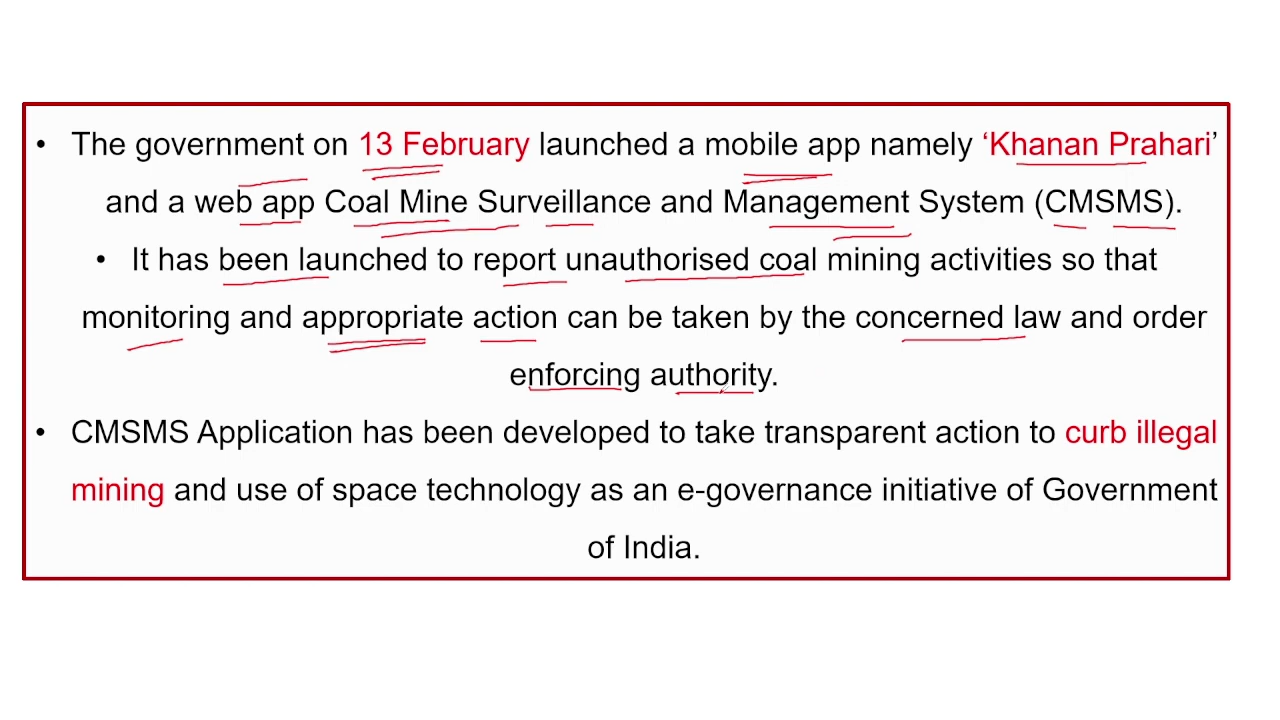 • The government on 13 February launched a mobile app namely ‘Khanan Prahari’
and a web app Coal Mine Surveillance and Management System (CMSMS).
• It has been launched to report unauthorised coal mining activities so that
monitoring and appropriate action can be taken by the concerned law and order
enforcing authority.
• CMSMS Application has been developed to take transparent action to curb illegal
mining and use of space technology as an e-governance initiative of Government
of India.